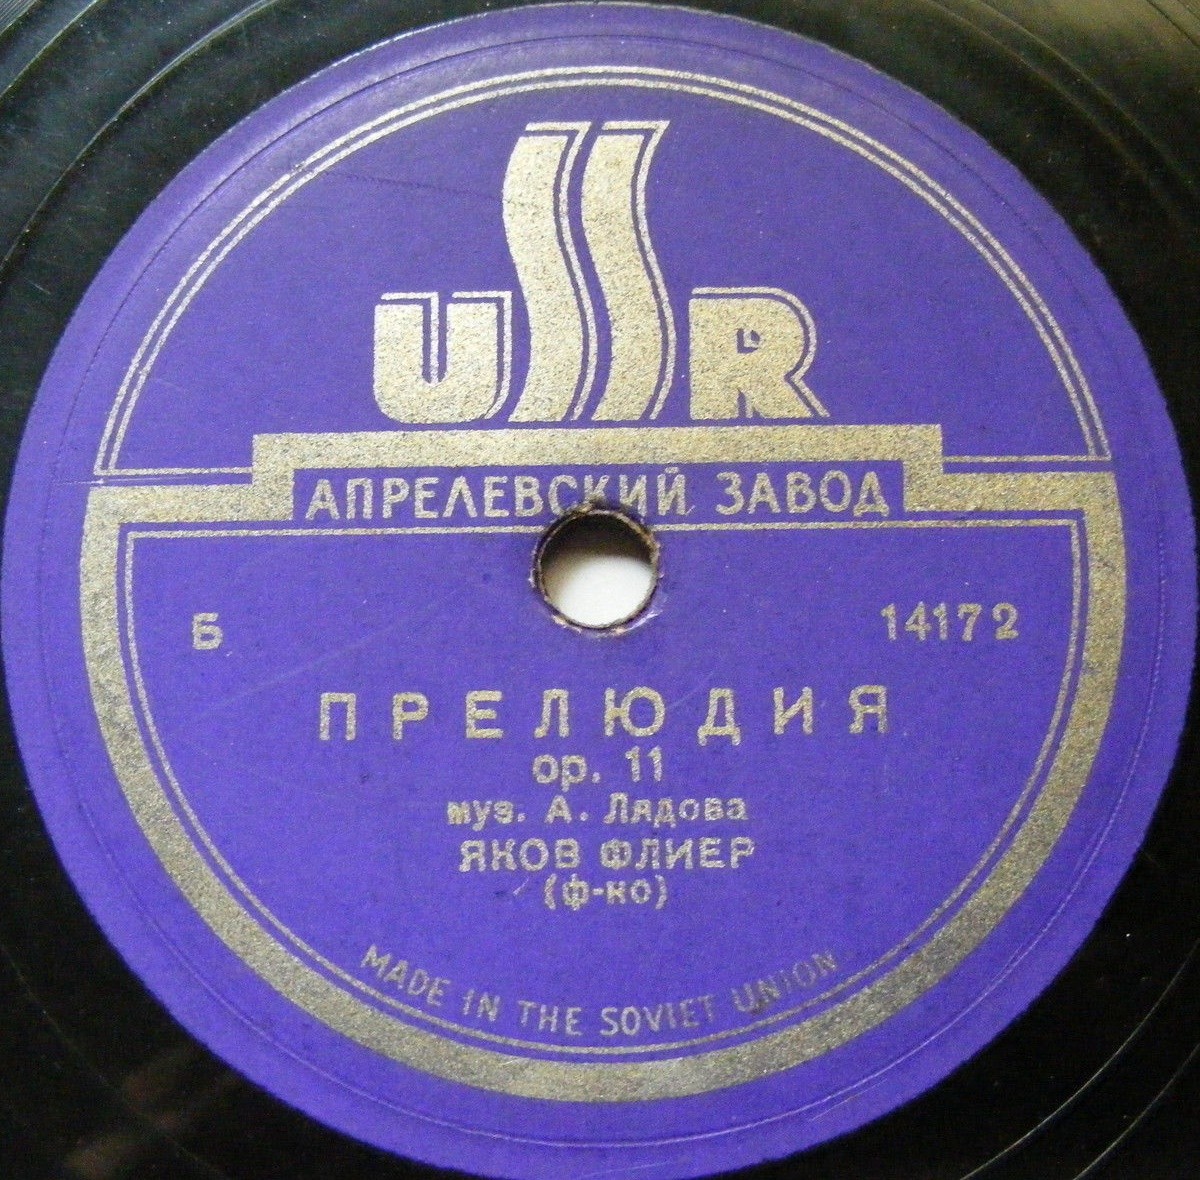 USSR
АПРЕЛЕВСКИЙ ЗАВОД
Б 14172
ПРЕЛЮДИЯ
ор. 11
муз. А. Лядова
ЯКОВ ФЛИЕР
(ф-но)
MADE IN THE SOVIET UNION